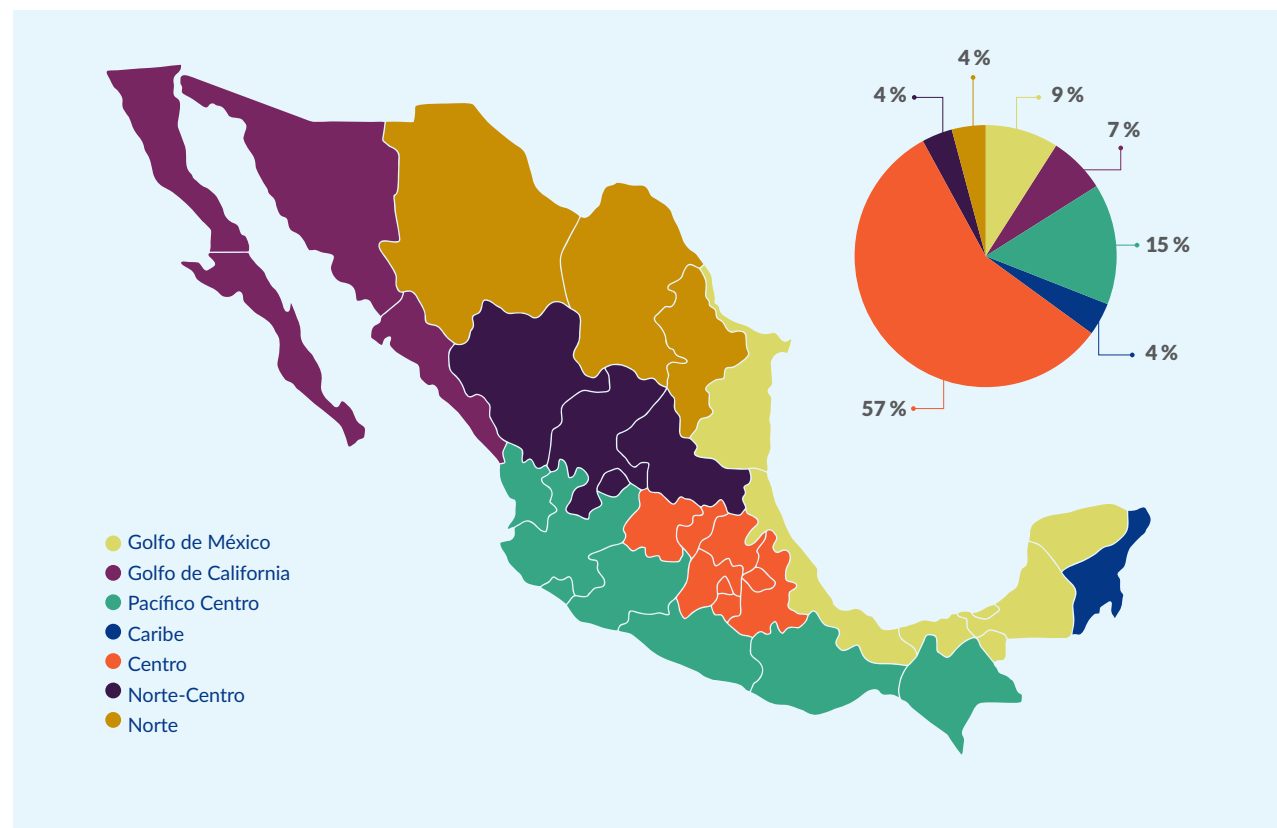 4 %
4 %
9 %
7 %
15 %
4 %
57 %
Golfo de México
Golfo de California
Pacífico Centro
Caribe
Centro
Norte-Centro
Norte